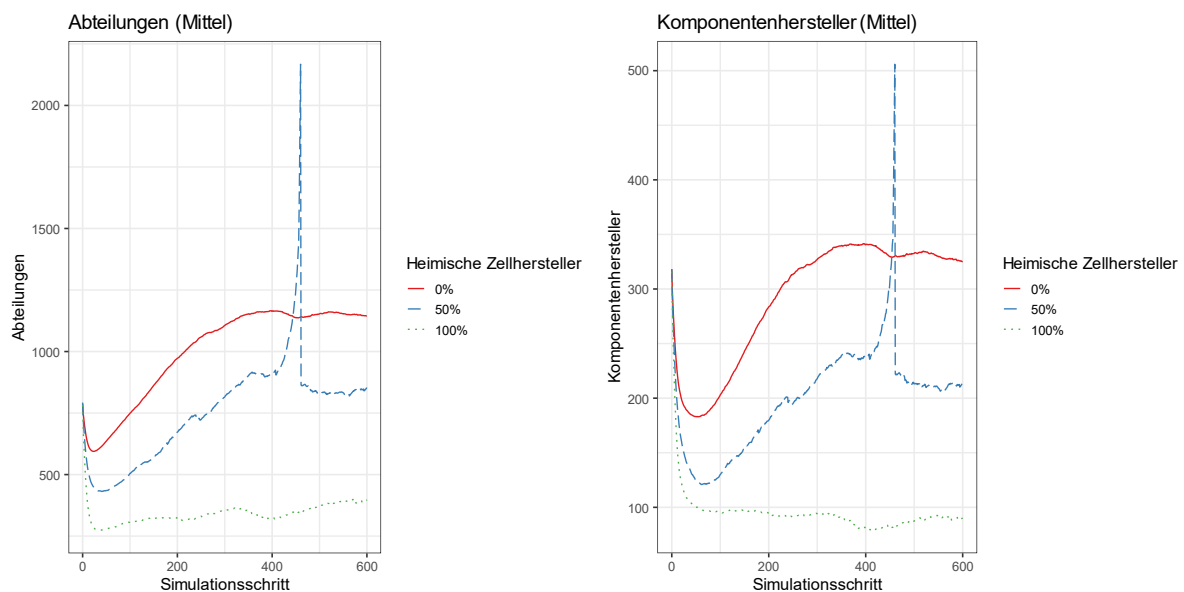 Abteilungen (Mittel)
2000
1500
1000
500
Abteilungen
0
200
400
600
Simulationsschritt
Heimische Zellhersteller
0%
50%
100%
Komponentenhersteller (Mittel)
500
400
300
200
100
Komponentenhersteller
0
200
400
600
Simulationsschritt
Heimische Zellhersteller
0%
50%
100%